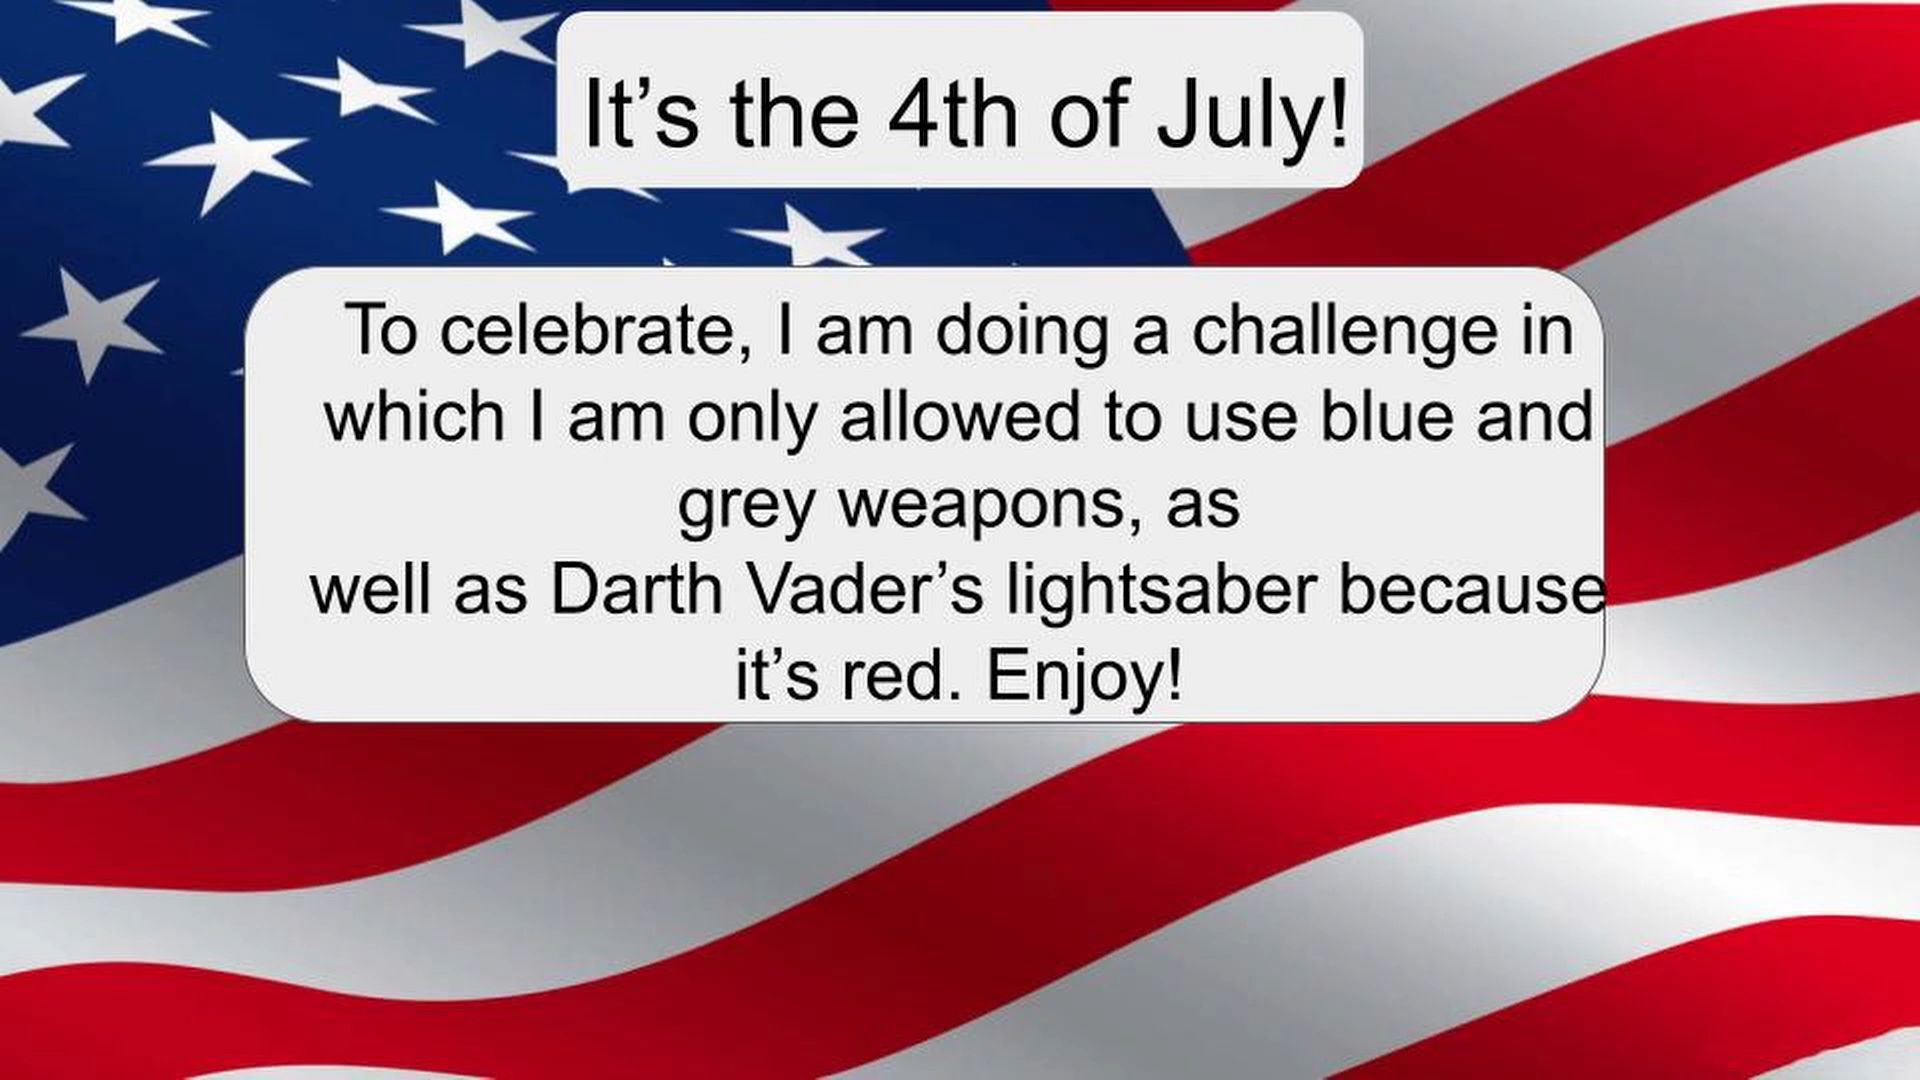 It’s the 4th of July!
To celebrate, I am doing a challenge in
which I am only allowed to use blue and
grey weapons, as
well as Darth Vader’s lightsaber because
it’s red. Enjoy!